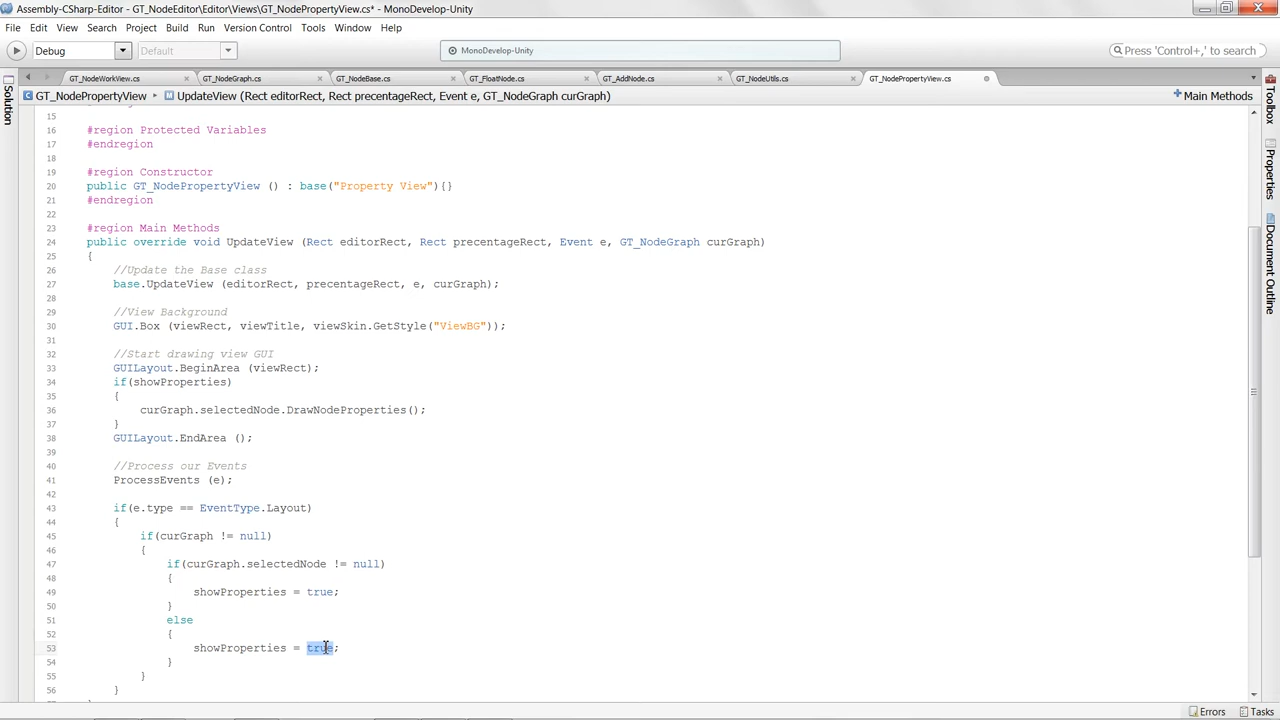 Assembly-CSharp-Editor - GT_NodeEditor\Editor\Views\GT_NodePropertyView.cs* - MonoDevelop-Unity
File Edit View Search Project Build Run Version Control Tools Window Help
Debug Default MonoDevelop-Unity Press 'Control+,' to search
GT_NodeWorkView.cs GT_NodeGraph.cs GT_NodeBase.cs GT_FloatNode.cs GT_AddNode.cs GT_NodeUtils.cs GT_NodePropertyView.cs
GT_NodePropertyView UpdateView (Rect editorRect, Rect precentageRect, Event e, GT_NodeGraph curGraph) Main Methods
Solution
Toolbox
Properties
Document Outline
15
16 #region Protected Variables
17 #endregion
18
19 #region Constructor
20 public GT_NodePropertyView () : base("Property View"){}
21 #endregion
22
23 #region Main Methods
24 public override void UpdateView (Rect editorRect, Rect precentageRect, Event e, GT_NodeGraph curGraph)
25 {
26 //Update the Base class
27 base.UpdateView (editorRect, precentageRect, e, curGraph);
28
29 //View Background
30 GUI.Box (viewRect, viewTitle, viewSkin.GetStyle("ViewBG"));
31
32 //Start drawing view GUI
33 GUILayout.BeginArea (viewRect);
34 if(showProperties)
35 {
36 curGraph.selectedNode.DrawNodeProperties();
37 }
38 GUILayout.EndArea ();
39
40 //Process our Events
41 ProcessEvents (e);
42
43 if(e.type == EventType.Layout)
44 {
45 if(curGraph != null)
46 {
47 if(curGraph.selectedNode != null)
48 {
49 showProperties = true;
50 }
51 else
52 {
53 showProperties = true;
54 }
55 }
56 }
Errors Tasks